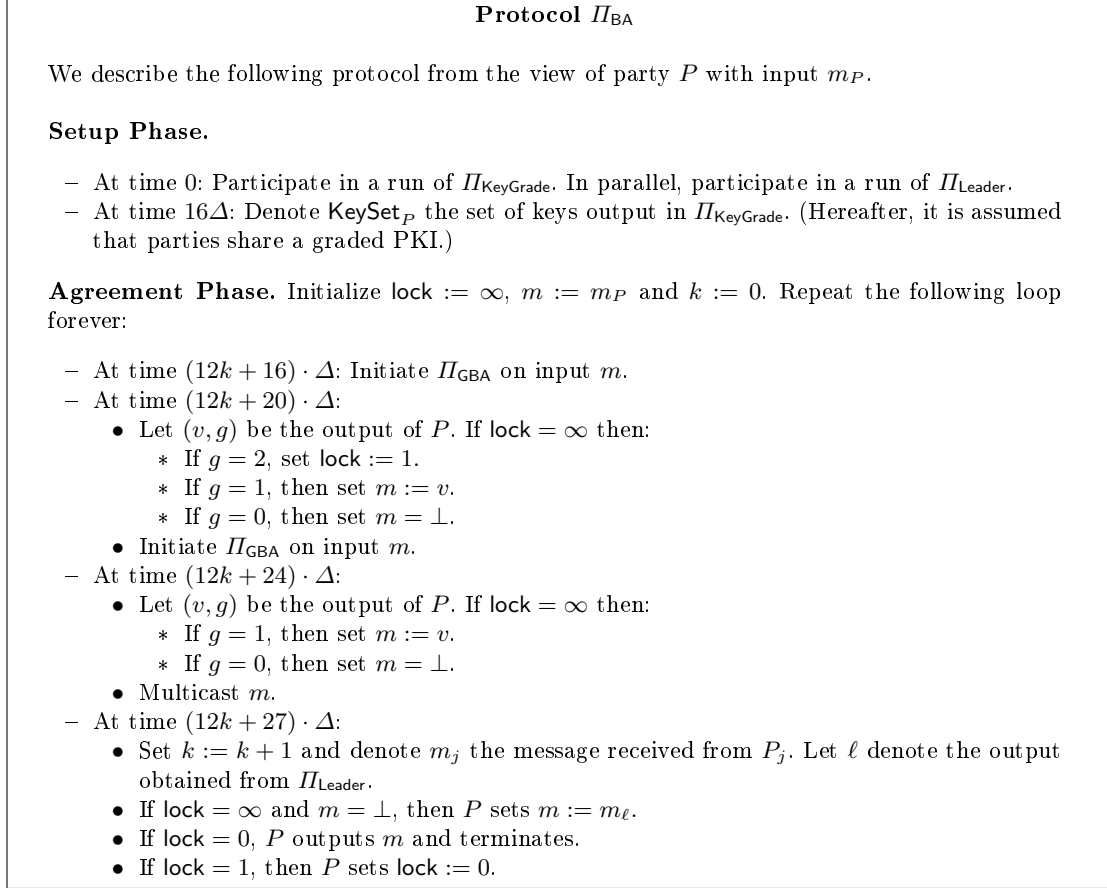 Protocol Π_BA
We describe the following protocol from the view of party P with input m_P.
Setup Phase.
– At time 0: Participate in a run of Π_KeyGrade. In parallel, participate in a run of Π_Leader.
– At time 16Δ: Denote KeySet_P the set of keys output in Π_KeyGrade. (Hereafter, it is assumed
that parties share a graded PKI.)
Agreement Phase. Initialize lock := ∞, m := m_P and k := 0. Repeat the following loop
forever:
– At time (12k + 16) · Δ: Initiate Π_GBA on input m.
– At time (12k + 20) · Δ:
• Let (v, g) be the output of P. If lock = ∞ then:
∗ If g = 2, set lock := 1.
∗ If g = 1, then set m := v.
∗ If g = 0, then set m = ⊥.
• Initiate Π_GBA on input m.
– At time (12k + 24) · Δ:
• Let (v, g) be the output of P. If lock = ∞ then:
∗ If g = 1, then set m := v.
∗ If g = 0, then set m = ⊥.
• Multicast m.
– At time (12k + 27) · Δ:
• Set k := k + 1 and denote m_j the message received from P_j. Let ℓ denote the output
obtained from Π_Leader.
• If lock = ∞ and m = ⊥, then P sets m := m_ℓ.
• If lock = 0, P outputs m and terminates.
• If lock = 1, then P sets lock := 0.